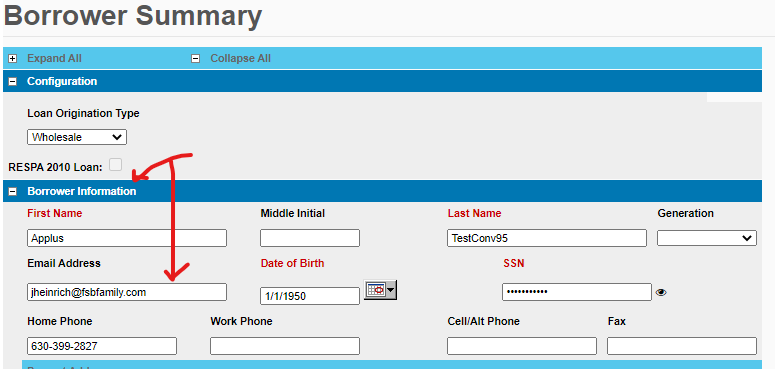 Borrower Summary
Expand All Collapse All
Configuration
Loan Origination Type
Wholesale
RESPA 2010 Loan:
Borrower Information
First Name Middle Initial Last Name Generation
Applus TestConv95
Email Address Date of Birth SSN
jheinrich@fsbfamily.com 1/1/1950 •••••••••••
Home Phone Work Phone Cell/Alt Phone Fax
630-399-2827